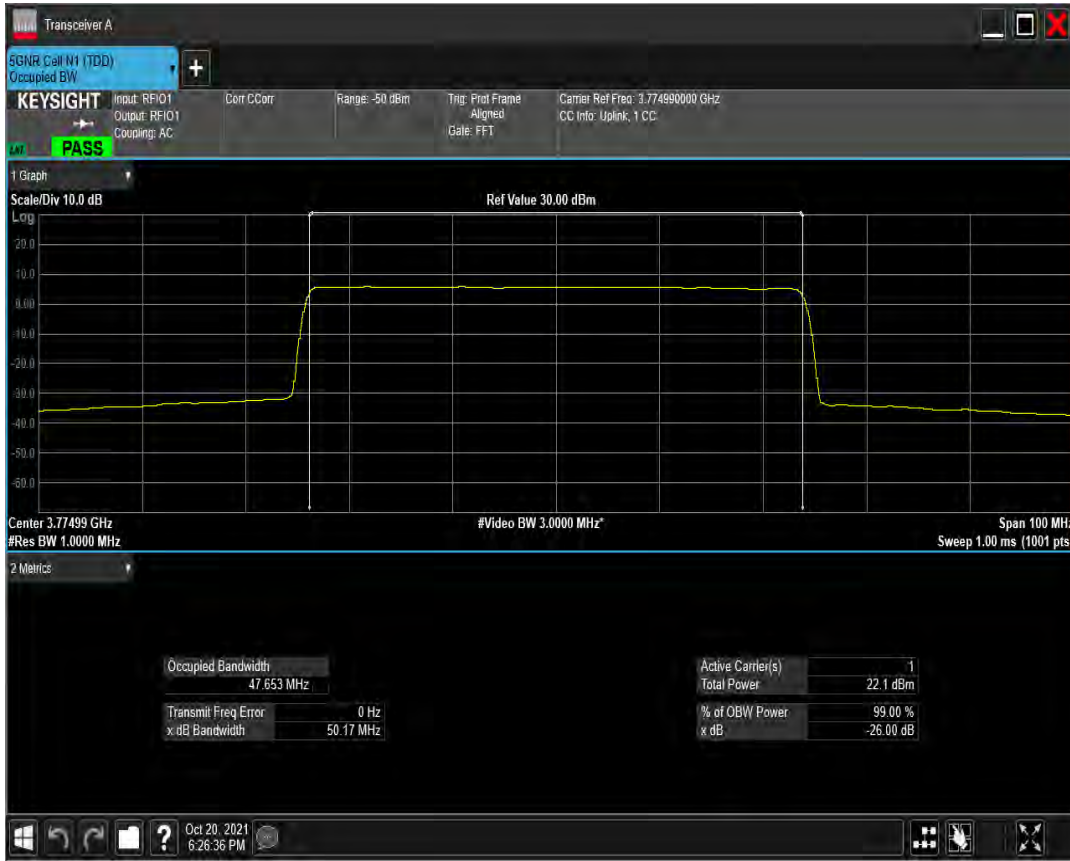 Transceiver A
5GNR Cell N1 (TDD)
Occupied BW
+
KEYSIGHT
Input: RFIO1
Output: RFIO1
Coupling: AC
Corr CCorr
Range: -50 dBm
Trig: Prot Frame
Aligned
Gate: FFT
Carrier Ref Freq: 3.774990000 GHz
CC Info: Uplink, 1 CC
PASS
1 Graph
Scale/Div 10.0 dB
Ref Value 30.00 dBm
Log
20.0
10.0
0.00
-10.0
-20.0
-30.0
-40.0
-50.0
-60.0
Center 3.77499 GHz
#Video BW 3.0000 MHz*
Span 100 MHz
#Res BW 1.0000 MHz
Sweep 1.00 ms (1001 pts
2 Metrics
Occupied Bandwidth
47.653 MHz
Transmit Freq Error 0 Hz
x dB Bandwidth 50.17 MHz
Active Carrier(s) 1
Total Power 22.1 dBm
% of OBW Power 99.00 %
x dB -26.00 dB
?
Oct 20, 2021
6:26:36 PM